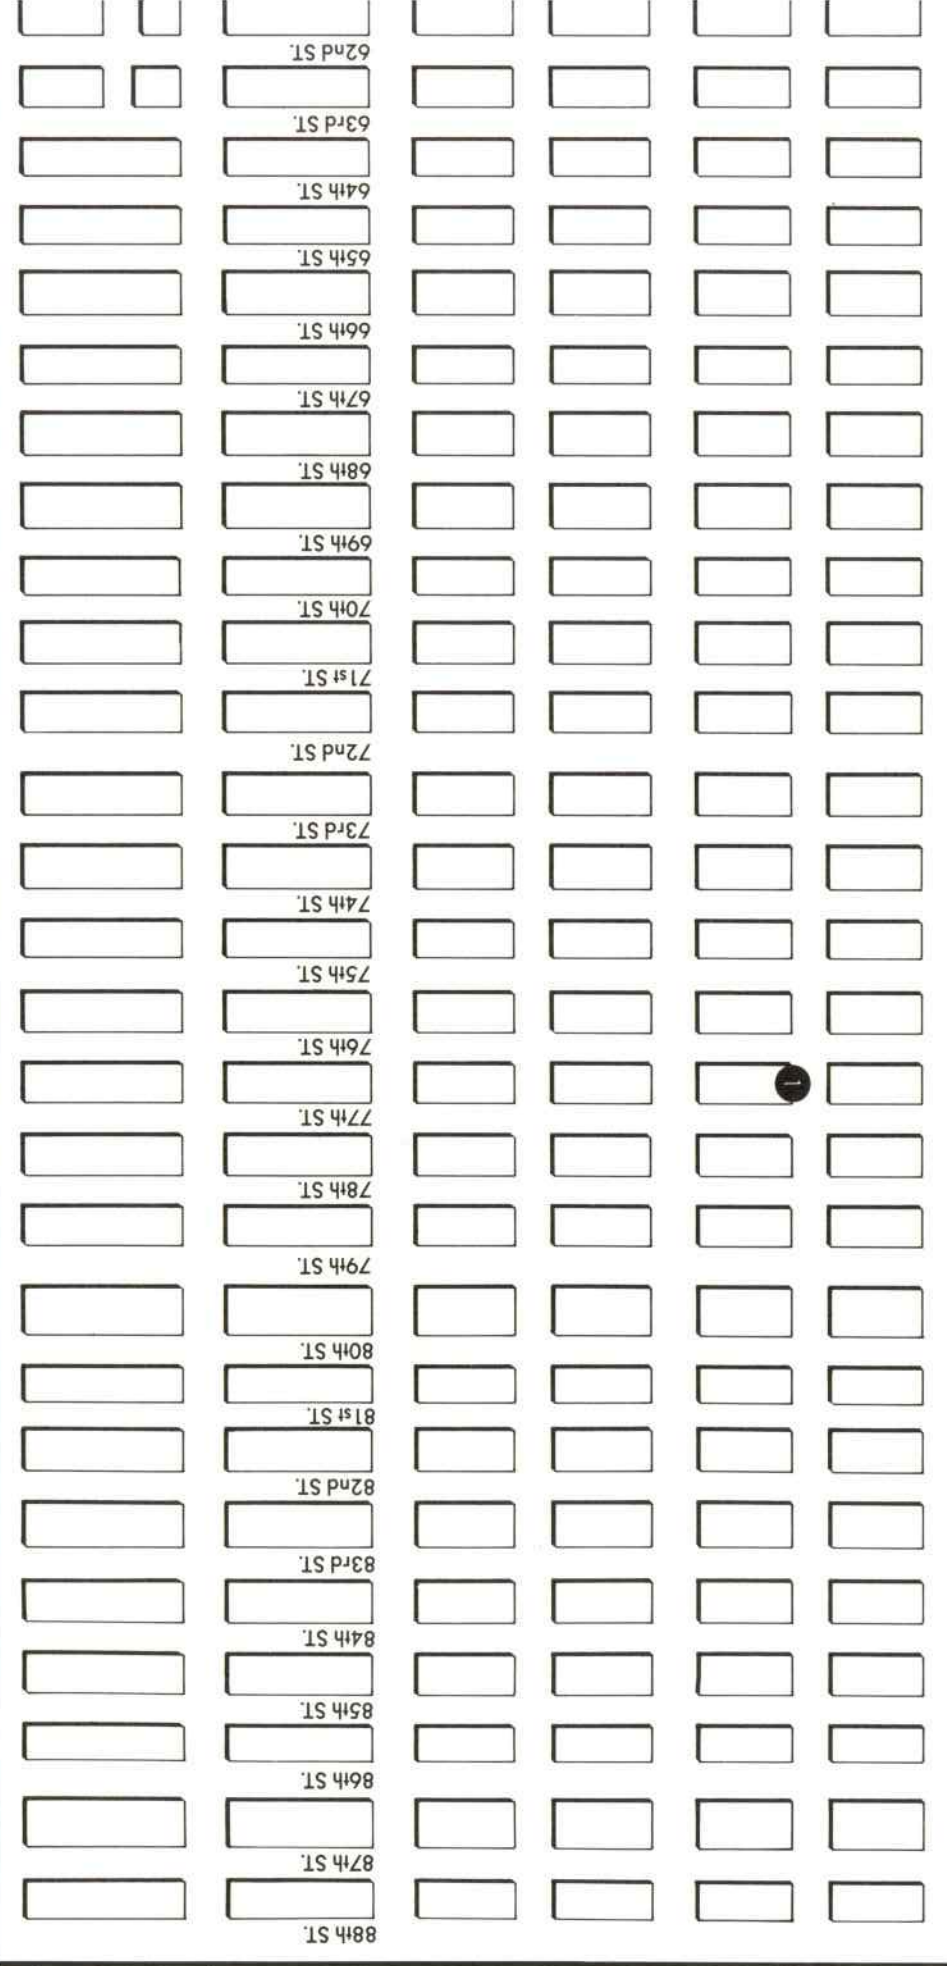 88th ST.
87th ST.
86th ST.
85th ST.
84th ST.
83rd ST.
82nd ST.
81st ST.
80th ST.
79th ST.
78th ST.
77th ST.
1
76th ST.
75th ST.
74th ST.
73rd ST.
72nd ST.
71st ST.
70th ST.
69th ST.
68th ST.
67th ST.
66th ST.
65th ST.
64th ST.
63rd ST.
62nd ST.